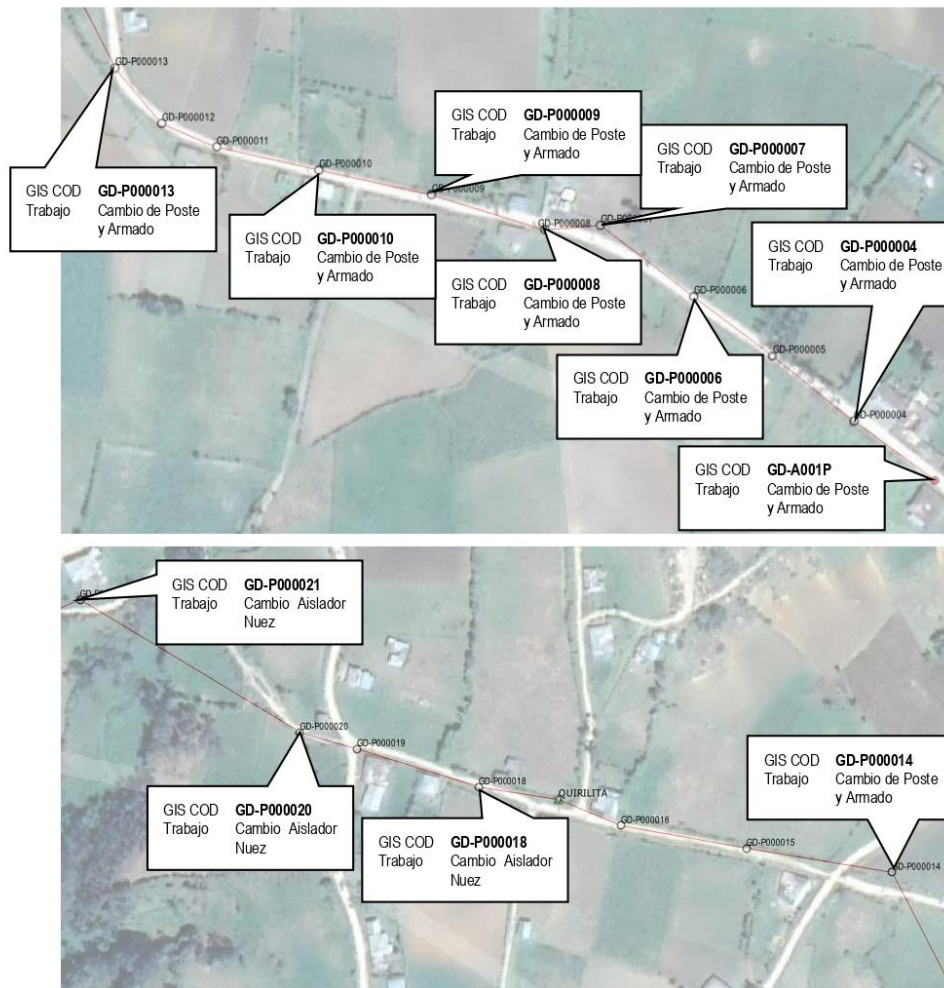 GD-P000013
GD-P000012
GD-P000011
GD-P000010
GD-P000009
GD-P000008
GD-P000006
GD-P000005
GIS COD GD-P000009
Trabajo Cambio de Poste
y Armado
GIS COD GD-P000007
Trabajo Cambio de Poste
y Armado
GIS COD GD-P000013
Trabajo Cambio de Poste
y Armado
GIS COD GD-P000010
Trabajo Cambio de Poste
y Armado
GIS COD GD-P000004
Trabajo Cambio de Poste
y Armado
GIS COD GD-P000008
Trabajo Cambio de Poste
y Armado
GIS COD GD-P000006
Trabajo Cambio de Poste
y Armado
GD-P000004
GIS COD GD-A001P
Trabajo Cambio de Poste
y Armado
GIS COD GD-P000021
Trabajo Cambio Aislador
Nuez
GD-P000020
GD-P000019
GD-P000018
QUIRILITA
GD-P000016
GD-P000015
GD-P000014
GIS COD GD-P000014
Trabajo Cambio de Poste
y Armado
GIS COD GD-P000020
Trabajo Cambio Aislador
Nuez
GIS COD GD-P000018
Trabajo Cambio Aislador
Nuez